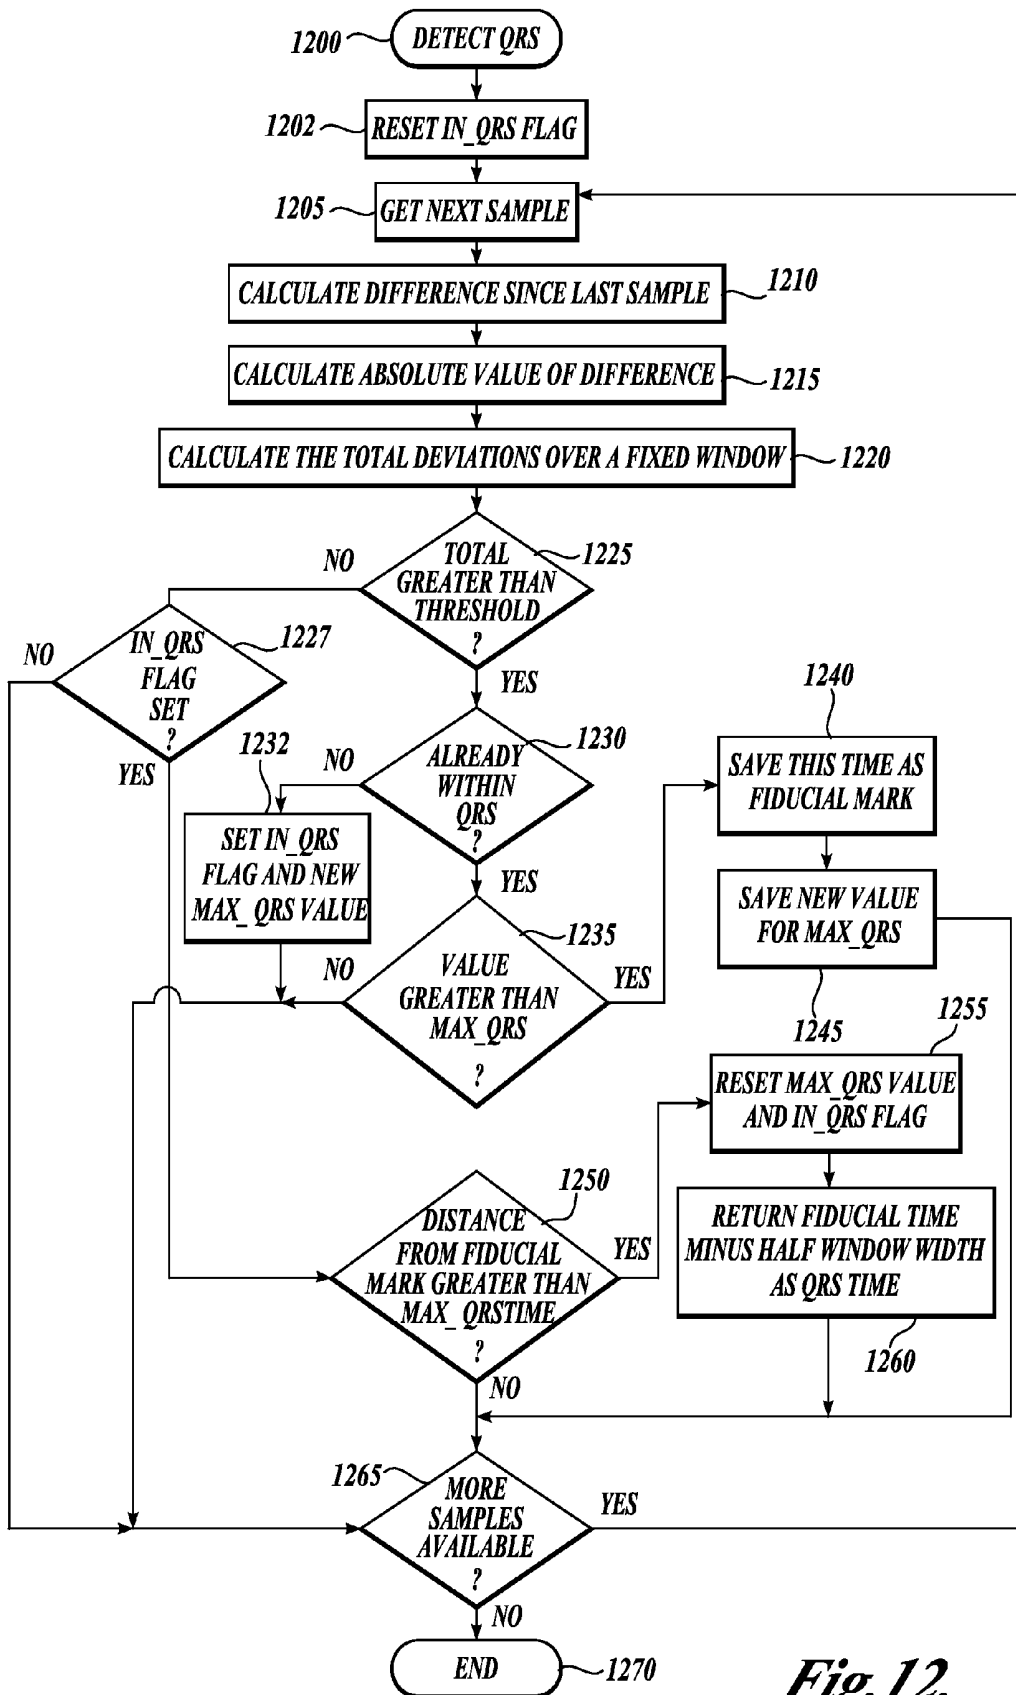 1200
DETECT QRS
1202
RESET IN_QRS FLAG
1205
GET NEXT SAMPLE
CALCULATE DIFFERENCE SINCE LAST SAMPLE
1210
CALCULATE ABSOLUTE VALUE OF DIFFERENCE
1215
CALCULATE THE TOTAL DEVIATIONS OVER A FIXED WINDOW
1220
NO
TOTAL
GREATER THAN
THRESHOLD
?
1225
YES
NO
IN_QRS
FLAG
SET
?
1227
YES
1232
NO
ALREADY
WITHIN
QRS
?
1230
YES
1240
SAVE THIS TIME AS
FIDUCIAL MARK
SET IN_QRS
FLAG AND NEW
MAX_ QRS VALUE
SAVE NEW VALUE
FOR MAX_QRS
1245
NO
VALUE
GREATER THAN
MAX_QRS
?
1235
YES
1255
RESET MAX_QRS VALUE
AND IN_QRS FLAG
DISTANCE
FROM FIDUCIAL
MARK GREATER THAN
MAX_ QRSTIME
?
1250
YES
RETURN FIDUCIAL TIME
MINUS HALF WINDOW WIDTH
AS QRS TIME
1260
NO
1265
MORE
SAMPLES
AVAILABLE
?
YES
NO
END
1270
Fig.12.